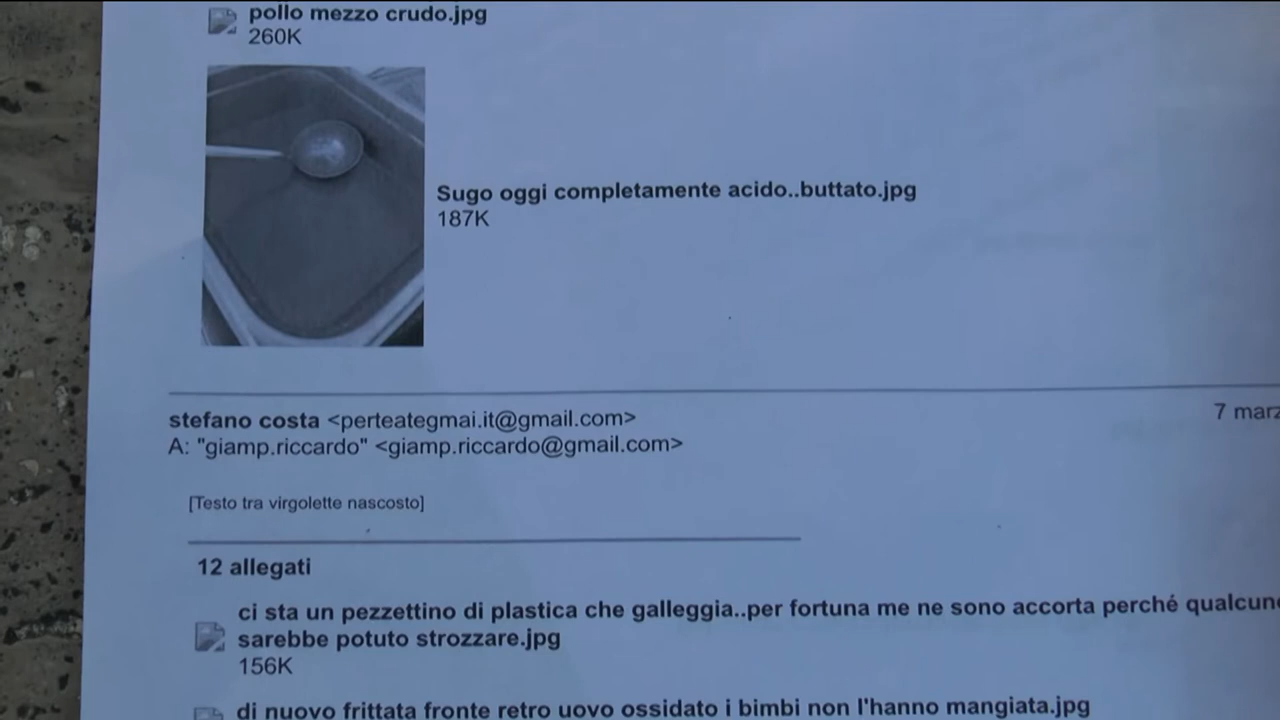 pollo mezzo crudo.jpg
260K
Sugo oggi completamente acido..buttato.jpg
187K
stefano costa <perteategmai.it@gmail.com>
7 marz
A: "giamp.riccardo" <giamp.riccardo@gmail.com>
[Testo tra virgolette nascosto]
12 allegati
ci sta un pezzettino di plastica che galleggia..per fortuna me ne sono accorta perché qualcuno
sarebbe potuto strozzare.jpg
156K
di nuovo frittata fronte retro uovo ossidato i bimbi non l'hanno mangiata.jpg